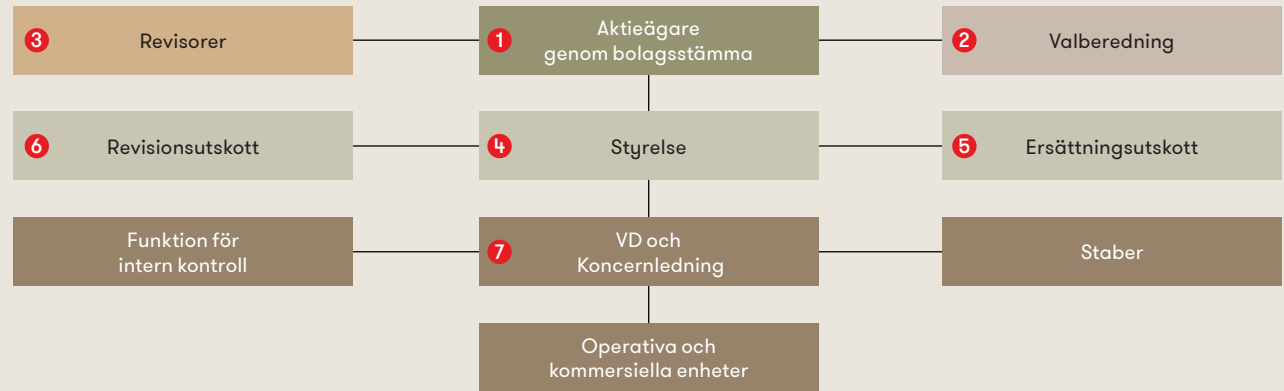 3 Revisorer
1 Aktieägare
genom bolagsstämma
2 Valberedning
6 Revisionsutskott
4 Styrelse
5 Ersättningsutskott
Funktion för
intern kontroll
7 VD och
Koncernledning
Staber
Operativa och
kommersiella enheter